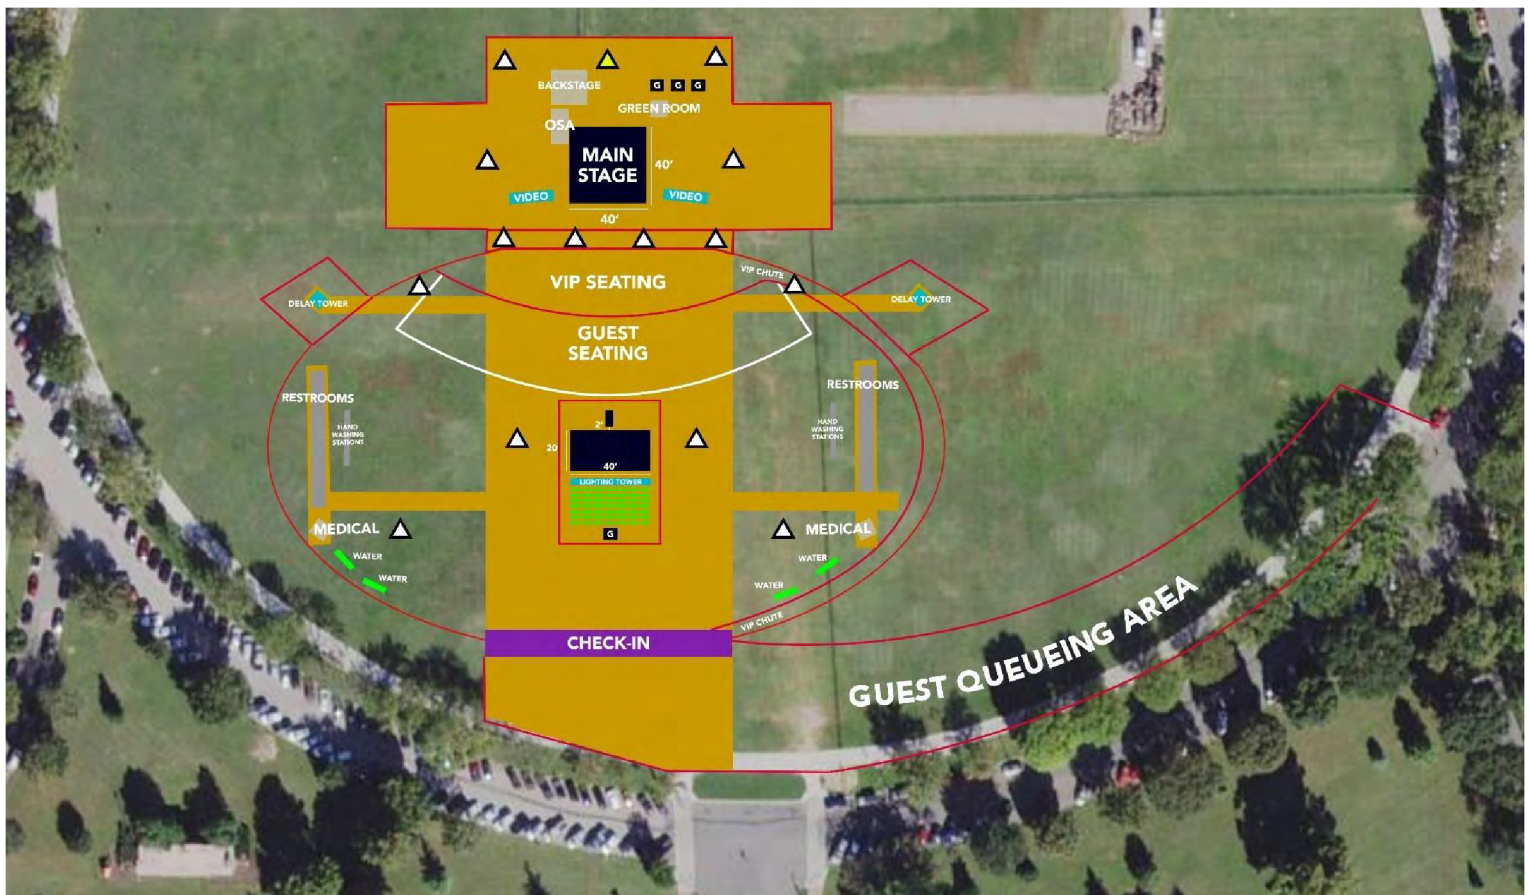 BACKSTAGE
G G G
GREEN ROOM
OSA
MAIN
STAGE
40'
VIDEO
VIDEO
40'
VIP SEATING
VIP CHUTE
DELAY TOWER
DELAY TOWER
GUEST
SEATING
RESTROOMS
RESTROOMS
HAND
WASHING
STATIONS
HAND
WASHING
STATIONS
2'
20
40'
LIGHTING TOWER
G
MEDICAL
MEDICAL
WATER
WATER
WATER
WATER
VIP CHUTE
CHECK-IN
GUEST QUEUEING AREA